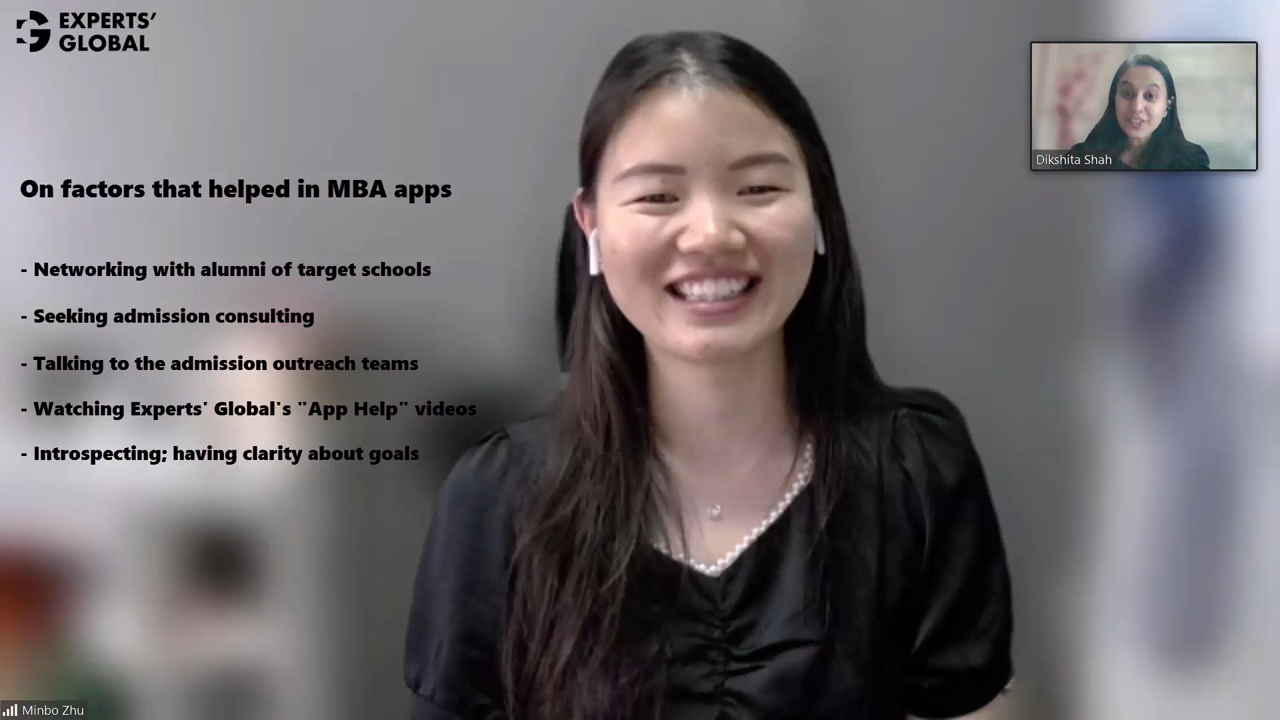 EXPERTS'
GLOBAL
Dikshita Shah
On factors that helped in MBA apps
- Networking with alumni of target schools
- Seeking admission consulting
- Talking to the admission outreach teams
- Watching Experts' Global's "App Help" videos
- Introspecting; having clarity about goals
Minbo Zhu